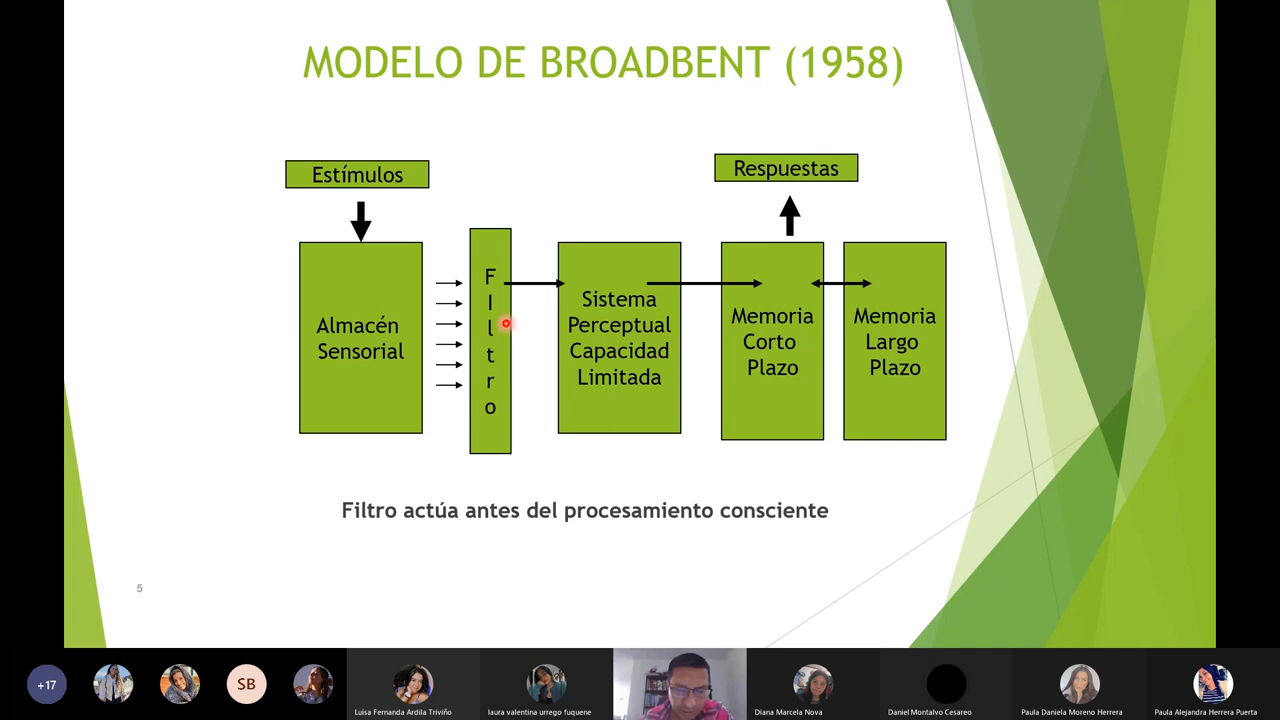 MODELO DE BROADBENT (1958)
Estímulos
Respuestas
Almacén
Sensorial
F
I
l
t
r
o
Sistema
Perceptual
Capacidad
Limitada
Memoria
Corto
Plazo
Memoria
Largo
Plazo
Filtro actúa antes del procesamiento consciente
5
+17
SB
Luisa Fernanda Ardila Triviño
laura valentina urrego fuquene
Diana Marcela Nova
Daniel Montalvo Cesareo
Paula Daniela Moreno Herrera
Paula Alejandra Herrera Puerta